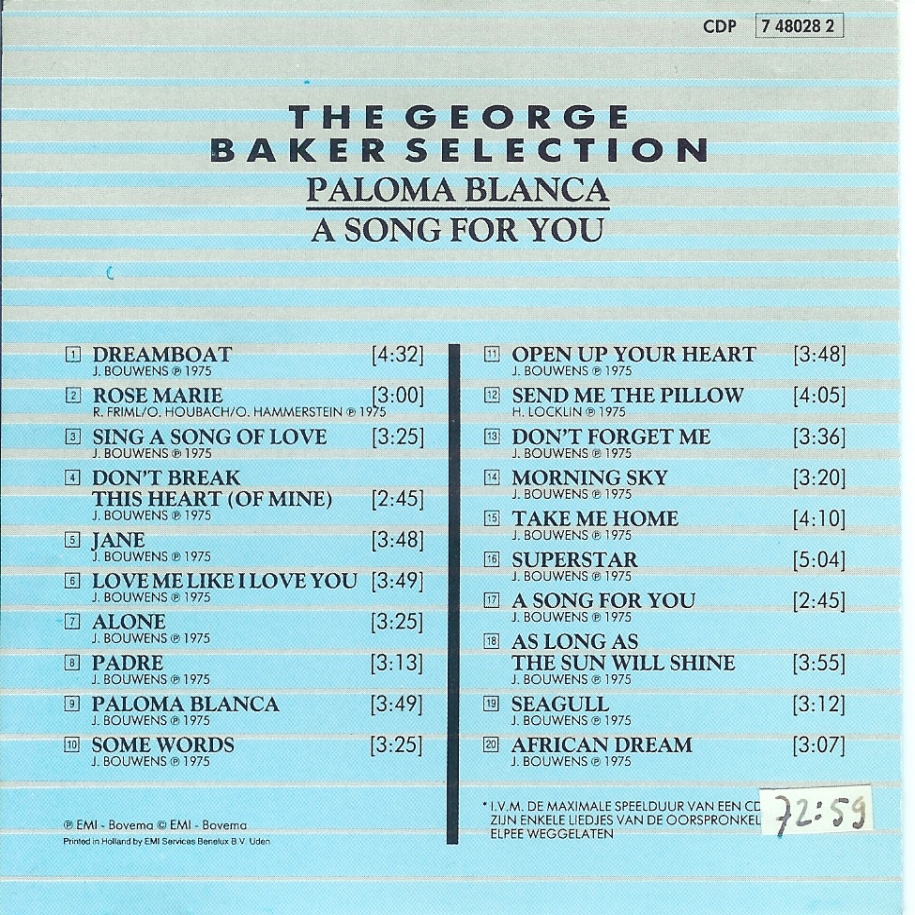 CDP 7 48028 2
THE GEORGE
BAKER SELECTION
PALOMA BLANCA
A SONG FOR YOU
1 DREAMBOAT [4:32]
J. BOUWENS ℗ 1975
2 ROSE MARIE [3:00]
R. FRIML/O. HOUBACH/O. HAMMERSTEIN ℗ 1975
3 SING A SONG OF LOVE [3:25]
J. BOUWENS ℗ 1975
4 DON'T BREAK
THIS HEART (OF MINE) [2:45]
J. BOUWENS ℗ 1975
5 JANE [3:48]
J. BOUWENS ℗ 1975
6 LOVE ME LIKE I LOVE YOU [3:49]
J. BOUWENS ℗ 1975
7 ALONE [3:25]
J. BOUWENS ℗ 1975
8 PADRE [3:13]
J. BOUWENS ℗ 1975
9 PALOMA BLANCA [3:49]
J. BOUWENS ℗ 1975
10 SOME WORDS [3:25]
J. BOUWENS ℗ 1975
℗ EMI - Bovema © EMI - Bovema
Printed in Holland by EMI Services Benelux B.V. Uden
11 OPEN UP YOUR HEART [3:48]
J. BOUWENS ℗ 1975
12 SEND ME THE PILLOW [4:05]
H. LOCKLIN ℗ 1975
13 DON'T FORGET ME [3:36]
J. BOUWENS ℗ 1975
14 MORNING SKY [3:20]
J. BOUWENS ℗ 1975
15 TAKE ME HOME [4:10]
J. BOUWENS ℗ 1975
16 SUPERSTAR [5:04]
J. BOUWENS ℗ 1975
17 A SONG FOR YOU [2:45]
J. BOUWENS ℗ 1975
18 AS LONG AS
THE SUN WILL SHINE [3:55]
J. BOUWENS ℗ 1975
19 SEAGULL [3:12]
J. BOUWENS ℗ 1975
20 AFRICAN DREAM [3:07]
J. BOUWENS ℗ 1975
* I.V.M. DE MAXIMALE SPEELDUUR VAN EEN CD
ZIJN ENKELE LIEDJES VAN DE OORSPRONKEL
ELPEE WEGGELATEN
72:59